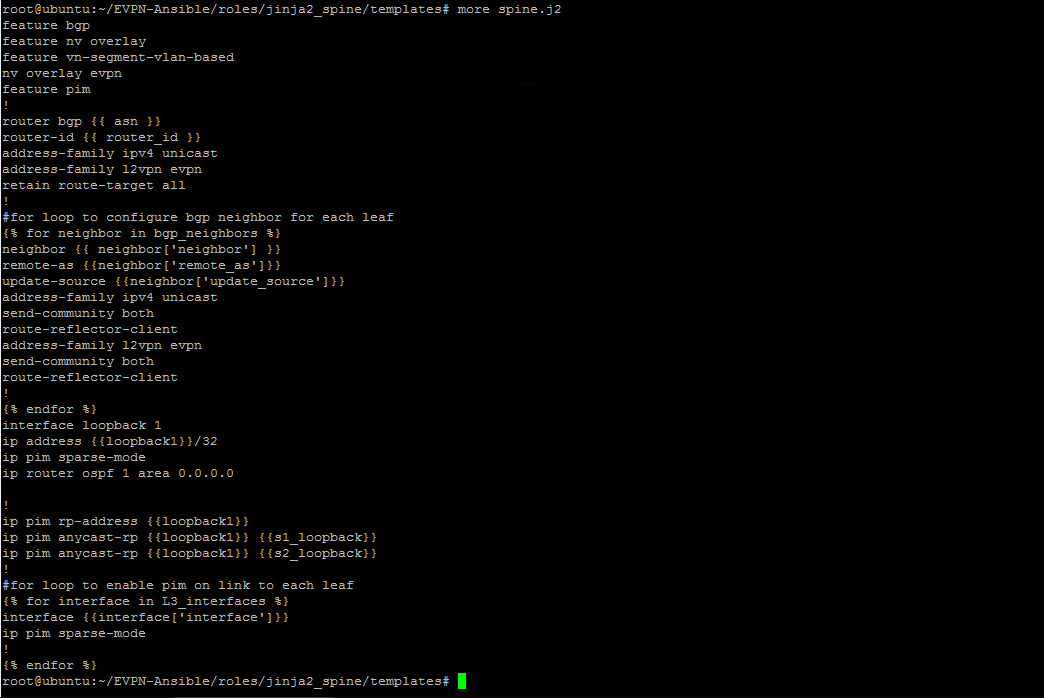 root@ubuntu:~/EVPN-Ansible/roles/jinja2_spine/templates# more spine.j2
feature bgp
feature nv overlay
feature vn-segment-vlan-based
nv overlay evpn
feature pim
!
router bgp {{ asn }}
router-id {{ router_id }}
address-family ipv4 unicast
address-family l2vpn evpn
retain route-target all
!
#for loop to configure bgp neighbor for each leaf
{% for neighbor in bgp_neighbors %}
neighbor {{ neighbor['neighbor'] }}
remote-as {{neighbor['remote_as']}}
update-source {{neighbor['update_source']}}
address-family ipv4 unicast
send-community both
route-reflector-client
address-family l2vpn evpn
send-community both
route-reflector-client
!
{% endfor %}
interface loopback 1
ip address {{loopback1}}/32
ip pim sparse-mode
ip router ospf 1 area 0.0.0.0

!
ip pim rp-address {{loopback1}}
ip pim anycast-rp {{loopback1}} {{s1_loopback}}
ip pim anycast-rp {{loopback1}} {{s2_loopback}}
!
#for loop to enable pim on link to each leaf
{% for interface in L3_interfaces %}
interface {{interface['interface']}}
ip pim sparse-mode
!
{% endfor %}
root@ubuntu:~/EVPN-Ansible/roles/jinja2_spine/templates#